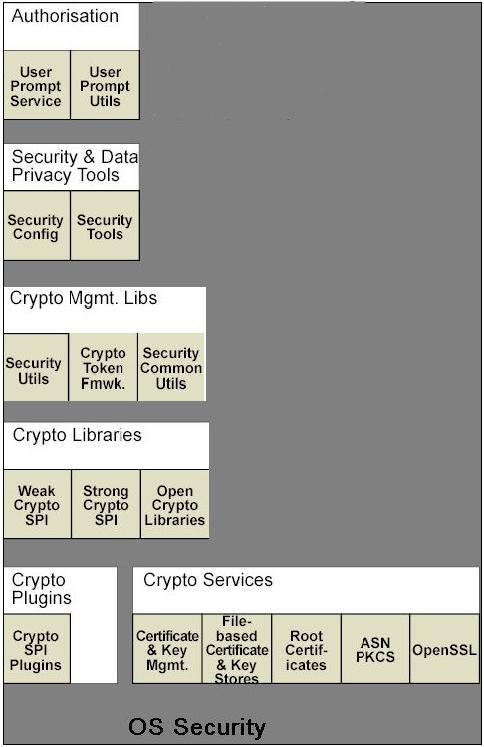 Authorisation
User
Prompt
Service
User
Prompt
Utils
Security & Data
Privacy Tools
Security
Config
Security
Tools
Crypto Mgmt. Libs
Security
Utils
Crypto
Token
Fmwk.
Security
Common
Utils
Crypto Libraries
Weak
Crypto
SPI
Strong
Crypto
SPI
Open
Crypto
Libraries
Crypto
Plugins
Crypto
SPI
Plugins
Crypto Services
Certificate
& Key
Mgmt.
File-
based
Certificate
& Key
Stores
Root
Certif-
icates
ASN
PKCS
OpenSSL
OS Security